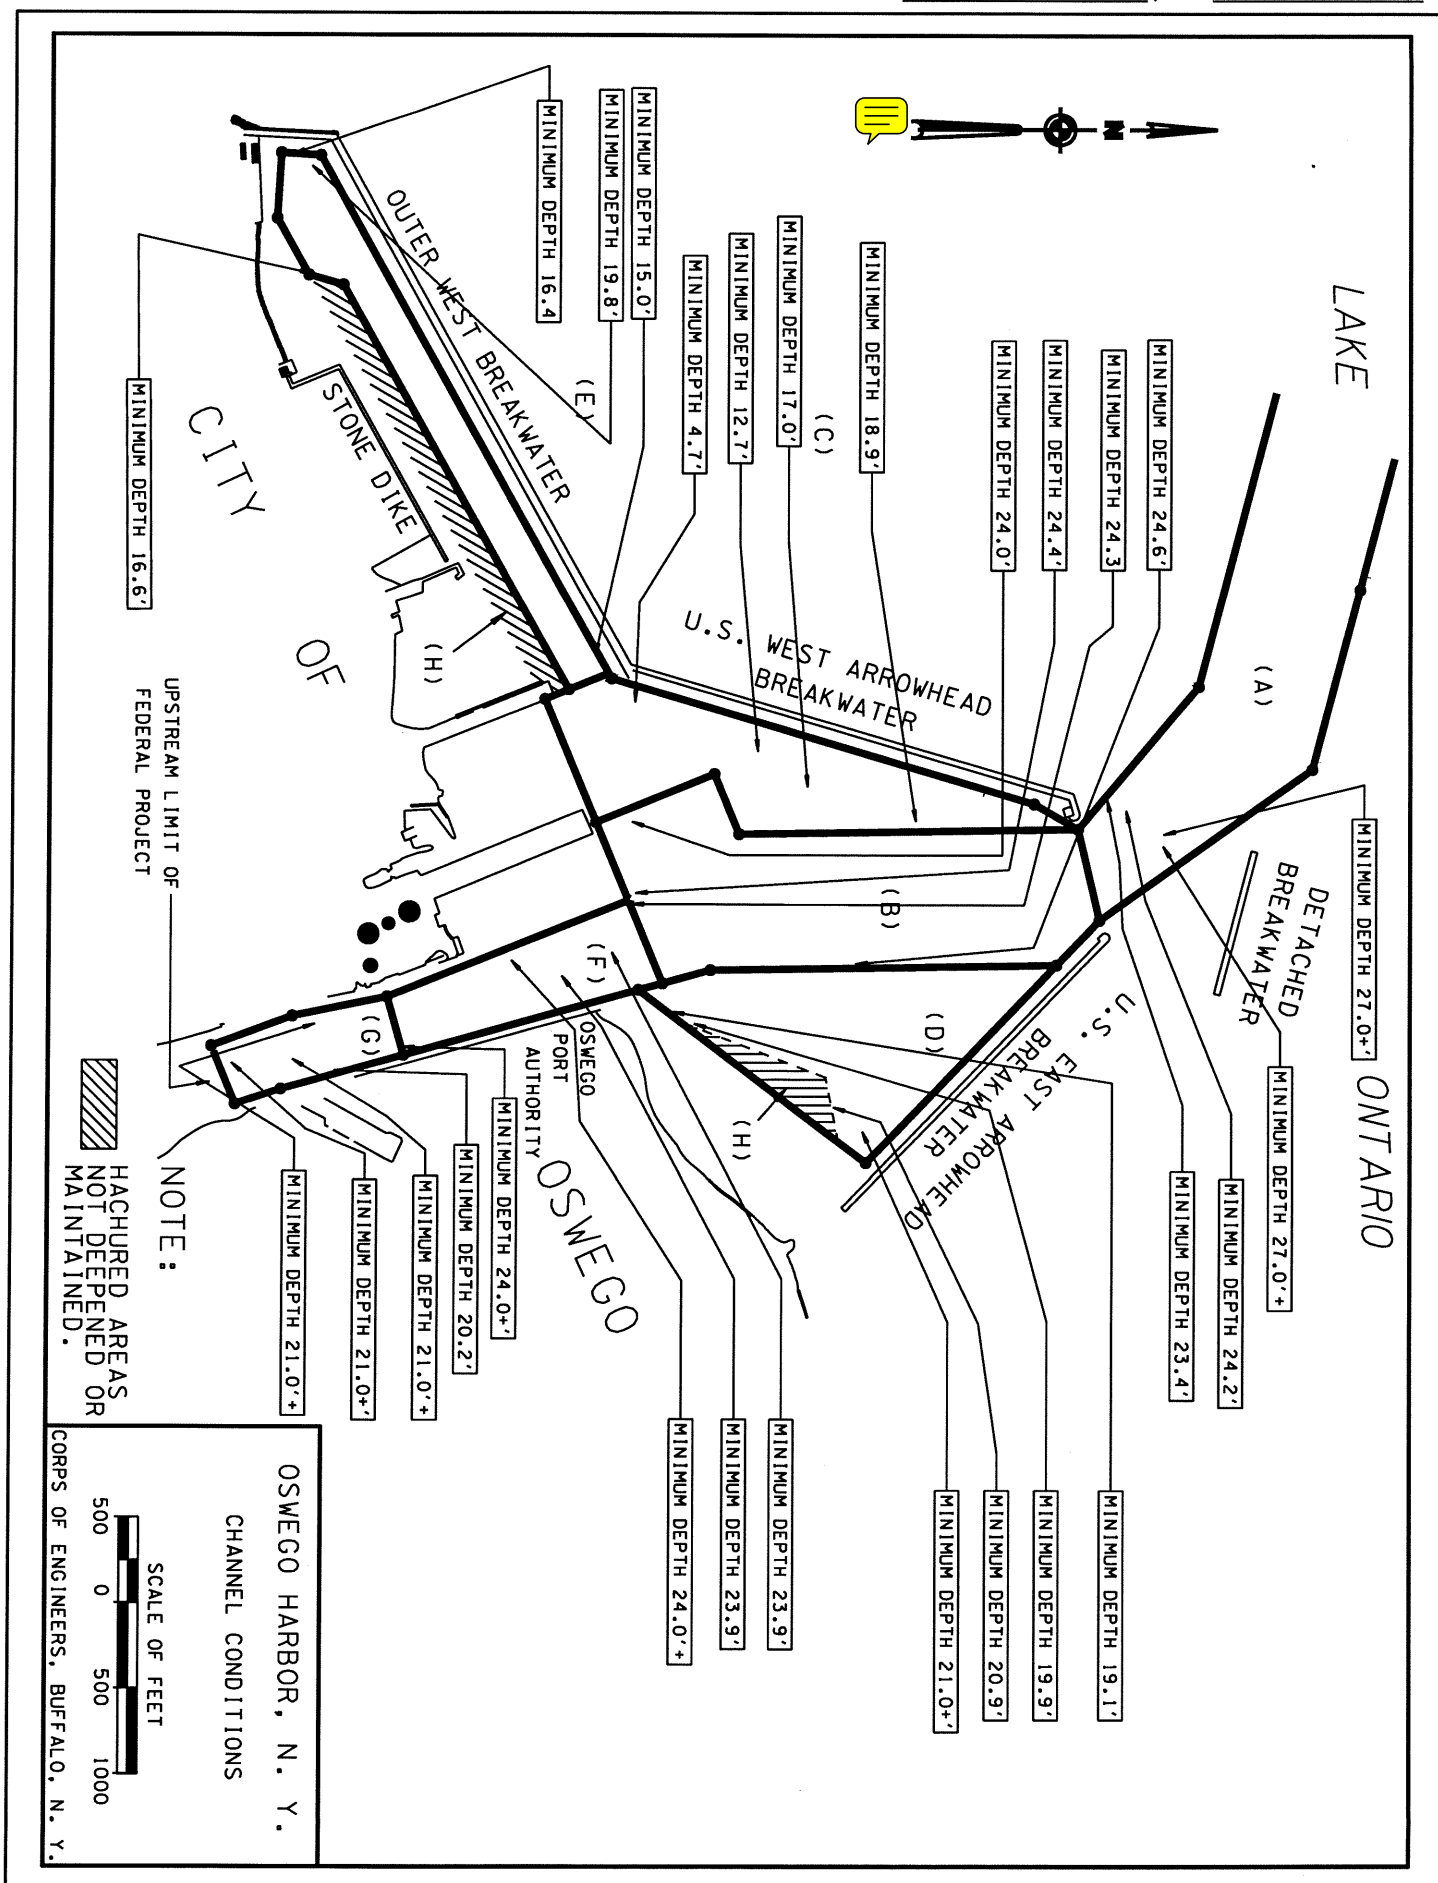 LAKE
ONTARIO
N
(A)
MINIMUM DEPTH 27.0+'
MINIMUM DEPTH 27.0'+
MINIMUM DEPTH 24.2'
MINIMUM DEPTH 23.4'
DETACHED
BREAKWATER
MINIMUM DEPTH 24.6'
MINIMUM DEPTH 24.3
MINIMUM DEPTH 24.4'
MINIMUM DEPTH 24.0'
MINIMUM DEPTH 18.9'
(C)
MINIMUM DEPTH 17.0'
MINIMUM DEPTH 12.7'
MINIMUM DEPTH 4.7'
MINIMUM DEPTH 15.0'
MINIMUM DEPTH 19.8'
MINIMUM DEPTH 16.4
(E)
OUTER WEST BREAKWATER
U.S. WEST ARROWHEAD
BREAKWATER
(B)
(D)
U.S. EAST ARROWHEAD
BREAKWATER
MINIMUM DEPTH 19.1'
MINIMUM DEPTH 19.9'
MINIMUM DEPTH 20.9'
MINIMUM DEPTH 21.0+'
(H)
STONE DIKE
(H)
(F)
MINIMUM DEPTH 23.9'
MINIMUM DEPTH 23.9'
MINIMUM DEPTH 24.0'+
OSWEGO
PORT
AUTHORITY
(G)
CITY
OF
OSWEGO
MINIMUM DEPTH 16.6'
MINIMUM DEPTH 24.0+'
MINIMUM DEPTH 20.2'
MINIMUM DEPTH 21.0'+
MINIMUM DEPTH 21.0+'
MINIMUM DEPTH 21.0'+
UPSTREAM LIMIT OF
FEDERAL PROJECT
NOTE:
HACHURED AREAS
NOT DEEPENED OR
MAINTAINED.
OSWEGO HARBOR, N. Y.
CHANNEL CONDITIONS
SCALE OF FEET
500 0 500 1000
CORPS OF ENGINEERS, BUFFALO, N. Y.